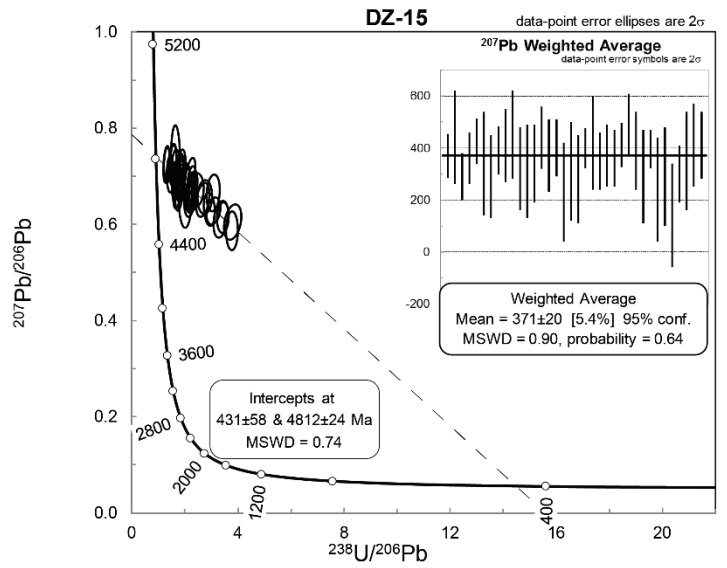 DZ-15
data-point error ellipses are 2σ
207Pb Weighted Average
data-point error symbols are 2σ
600
400
200
0
-200
Weighted Average
Mean = 371±20 [5.4%] 95% conf.
MSWD = 0.90, probability = 0.64
1.0
0.8
0.6
0.4
0.2
0.0
207Pb/206Pb
5200
4400
3600
2800
2000
1200
400
Intercepts at
431±58 & 4812±24 Ma
MSWD = 0.74
0 4 8 12 16 20
238U/206Pb